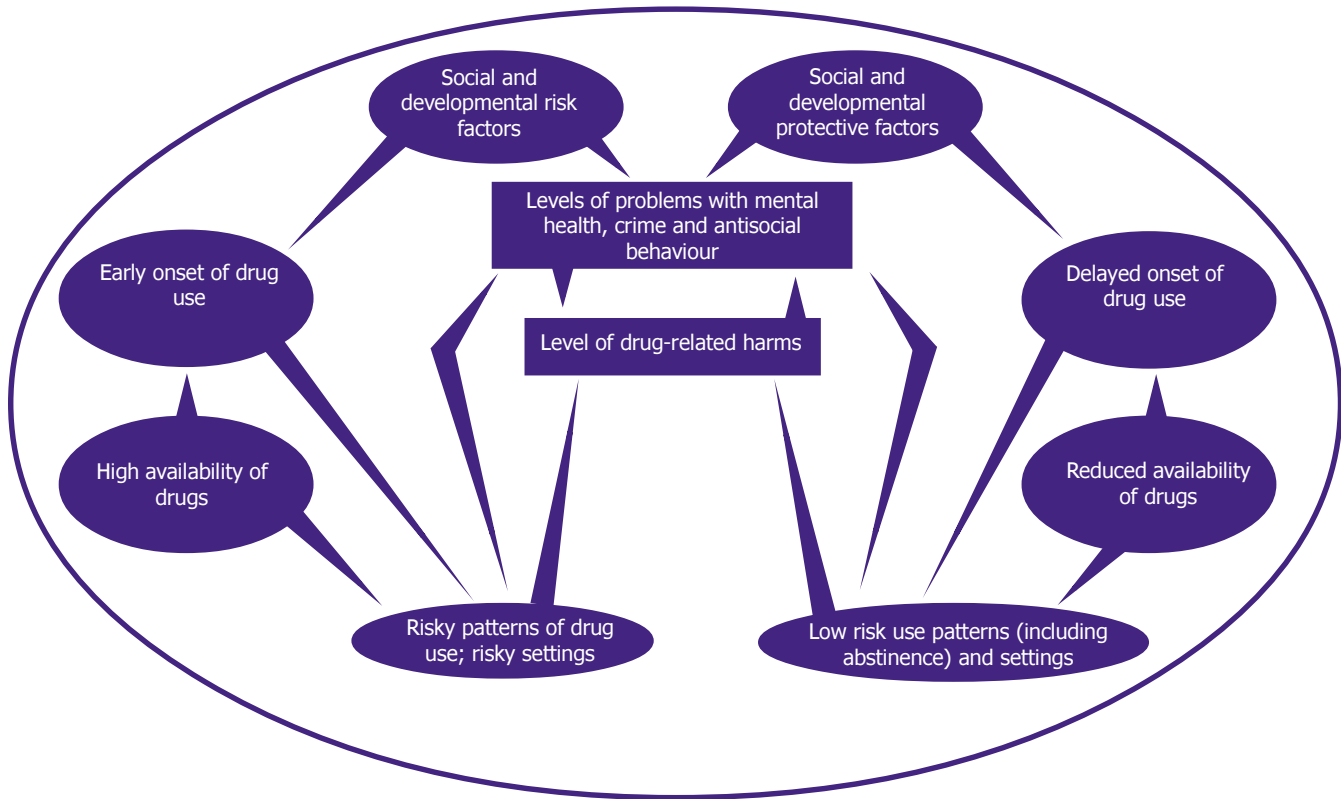 Social and
developmental risk
factors
Social and
developmental
protective factors
Levels of problems with mental
health, crime and antisocial
behaviour
Early onset of drug
use
Delayed onset of
drug use
Level of drug-related harms
High availability of
drugs
Reduced availability
of drugs
Risky patterns of drug
use; risky settings
Low risk use patterns (including
abstinence) and settings